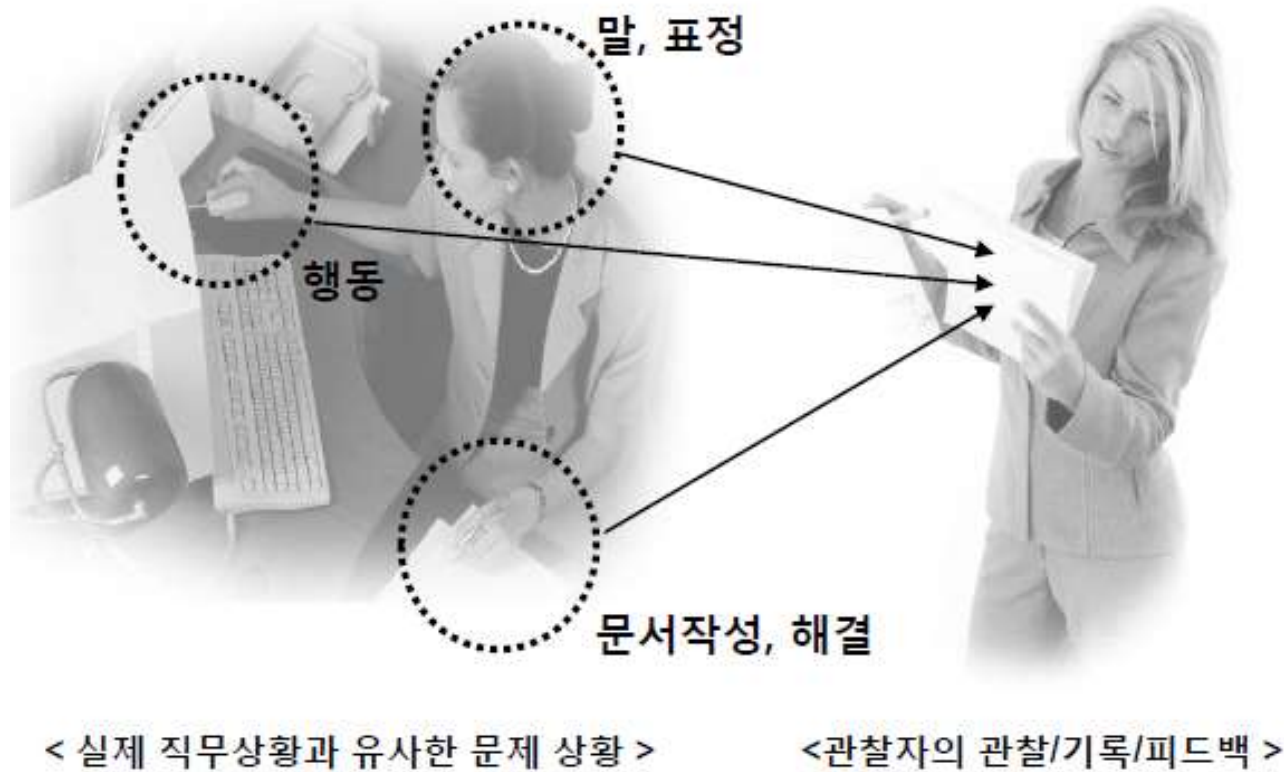 말, 표정
행동
문서작성, 해결
< 실제 직무상황과 유사한 문제 상황 >
<관찰자의 관찰/기록/피드백 >